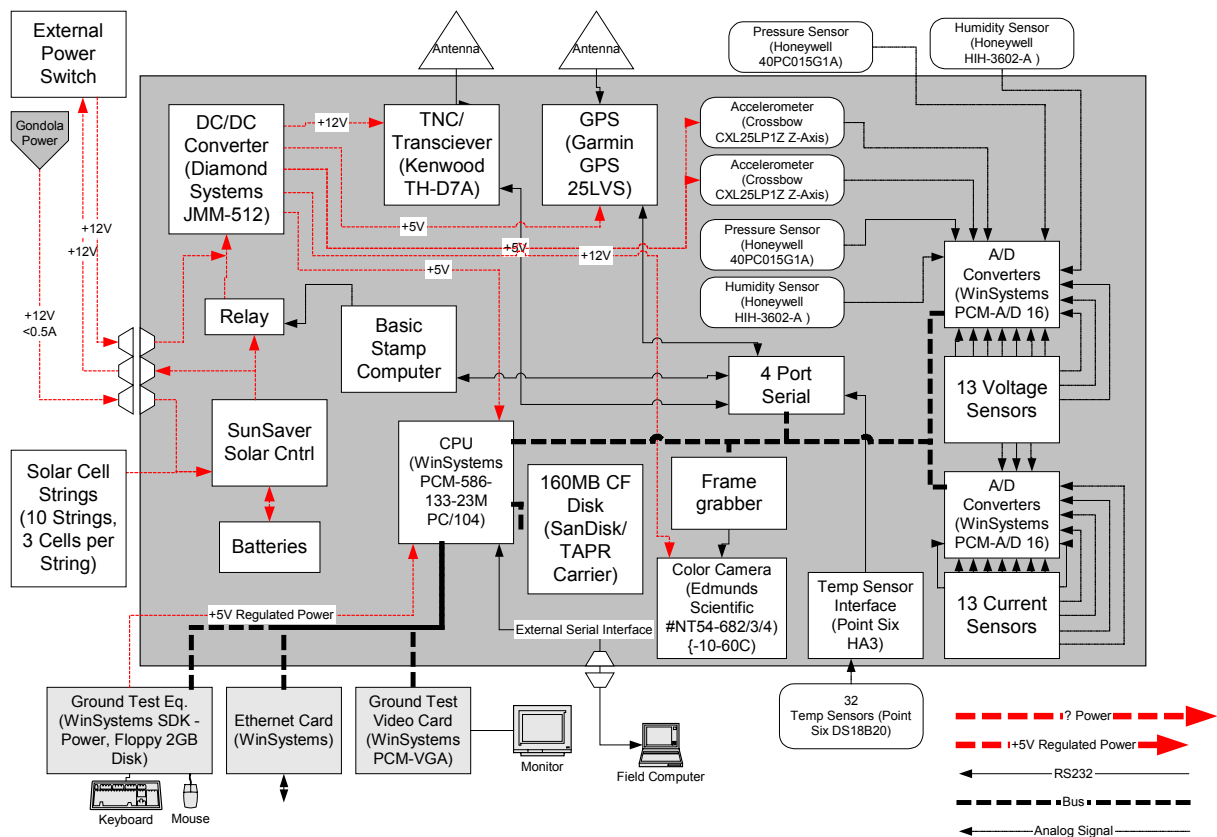 External
Power
Switch
Gondola
Power
Antenna
Antenna
Pressure Sensor
(Honeywell
40PC015G1A)
Humidity Sensor
(Honeywell
HIH-3602-A )
DC/DC
Converter
(Diamond
Systems
JMM-512)
+12V
TNC/
Transciever
(Kenwood
TH-D7A)
GPS
(Garmin
GPS
25LVS)
Accelerometer
(Crossbow
CXL25LP1Z Z-Axis)
Accelerometer
(Crossbow
CXL25LP1Z Z-Axis)
Pressure Sensor
(Honeywell
40PC015G1A)
Humidity Sensor
(Honeywell
HIH-3602-A )
+5V
+5V
+12V
+5V
+12V
+12V
+12V
<0.5A
A/D
Converters
(WinSystems
PCM-A/D 16)
Relay
Basic
Stamp
Computer
4 Port
Serial
13 Voltage
Sensors
SunSaver
Solar Cntrl
CPU
(WinSystems
PCM-586-
133-23M
PC/104)
160MB CF
Disk
(SanDisk/
TAPR
Carrier)
Frame
grabber
A/D
Converters
(WinSystems
PCM-A/D 16)
Solar Cell
Strings
(10 Strings,
3 Cells per
String)
Batteries
Color Camera
(Edmunds
Scientific
#NT54-682/3/4)
{-10-60C)
Temp Sensor
Interface
(Point Six
HA3)
13 Current
Sensors
+5V Regulated Power
External Serial Interface
Ground Test Eq.
(WinSystems SDK -
Power, Floppy 2GB
Disk)
Ethernet Card
(WinSystems)
Ground Test
Video Card
(WinSystems
PCM-VGA)
Monitor
Field Computer
32
Temp Sensors (Point
Six DS18B20)
Keyboard
Mouse
? Power
+5V Regulated Power
RS232
Bus
Analog Signal